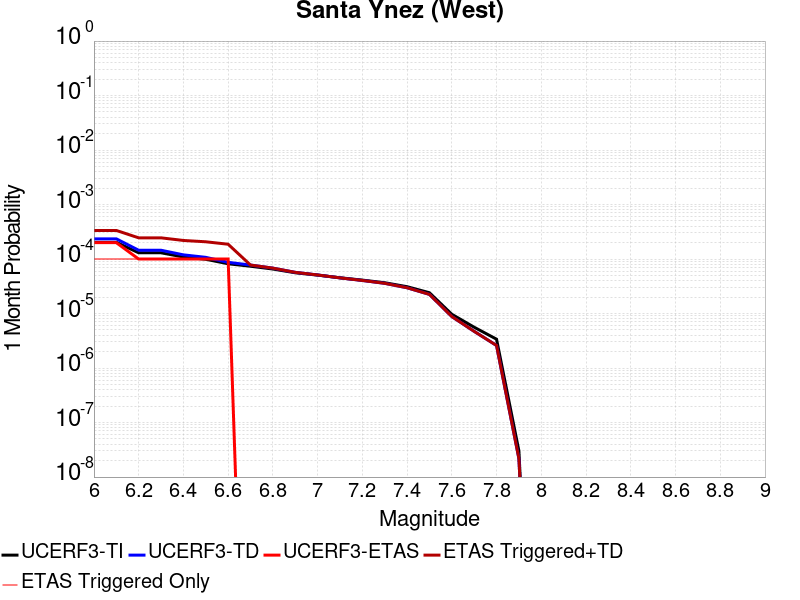 Santa Ynez (West)
10^0
10^-1
10^-2
10^-3
10^-4
10^-5
10^-6
10^-7
10^-8
1 Month Probability
6 6.2 6.4 6.6 6.8 7 7.2 7.4 7.6 7.8 8 8.2 8.4 8.6 8.8 9
Magnitude
UCERF3-TI UCERF3-TD UCERF3-ETAS ETAS Triggered+TD
ETAS Triggered Only